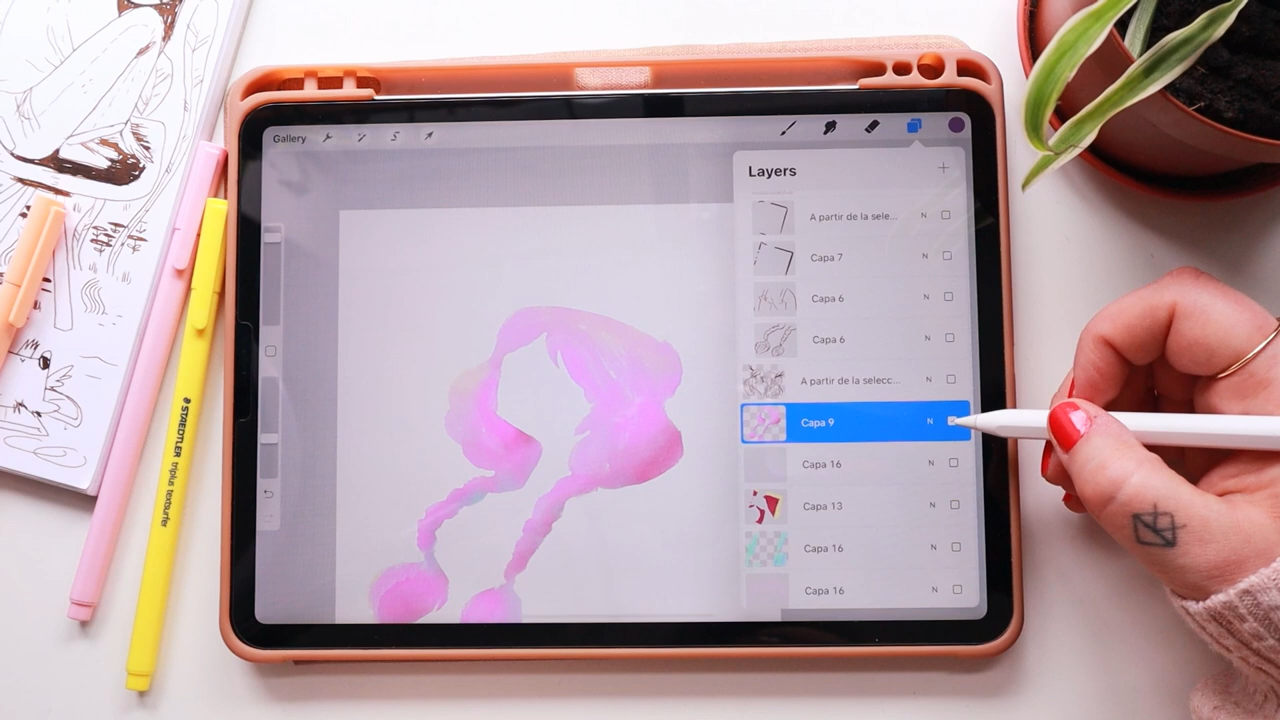 Gallery
Layers
A partir de la sele... N
Capa 7 N
Capa 6 N
Capa 6 N
A partir de la selecc... N
Capa 9 N
Capa 16 N
Capa 13 N
Capa 16 N
Capa 16 N
STAEDTLER triplus textsurfer